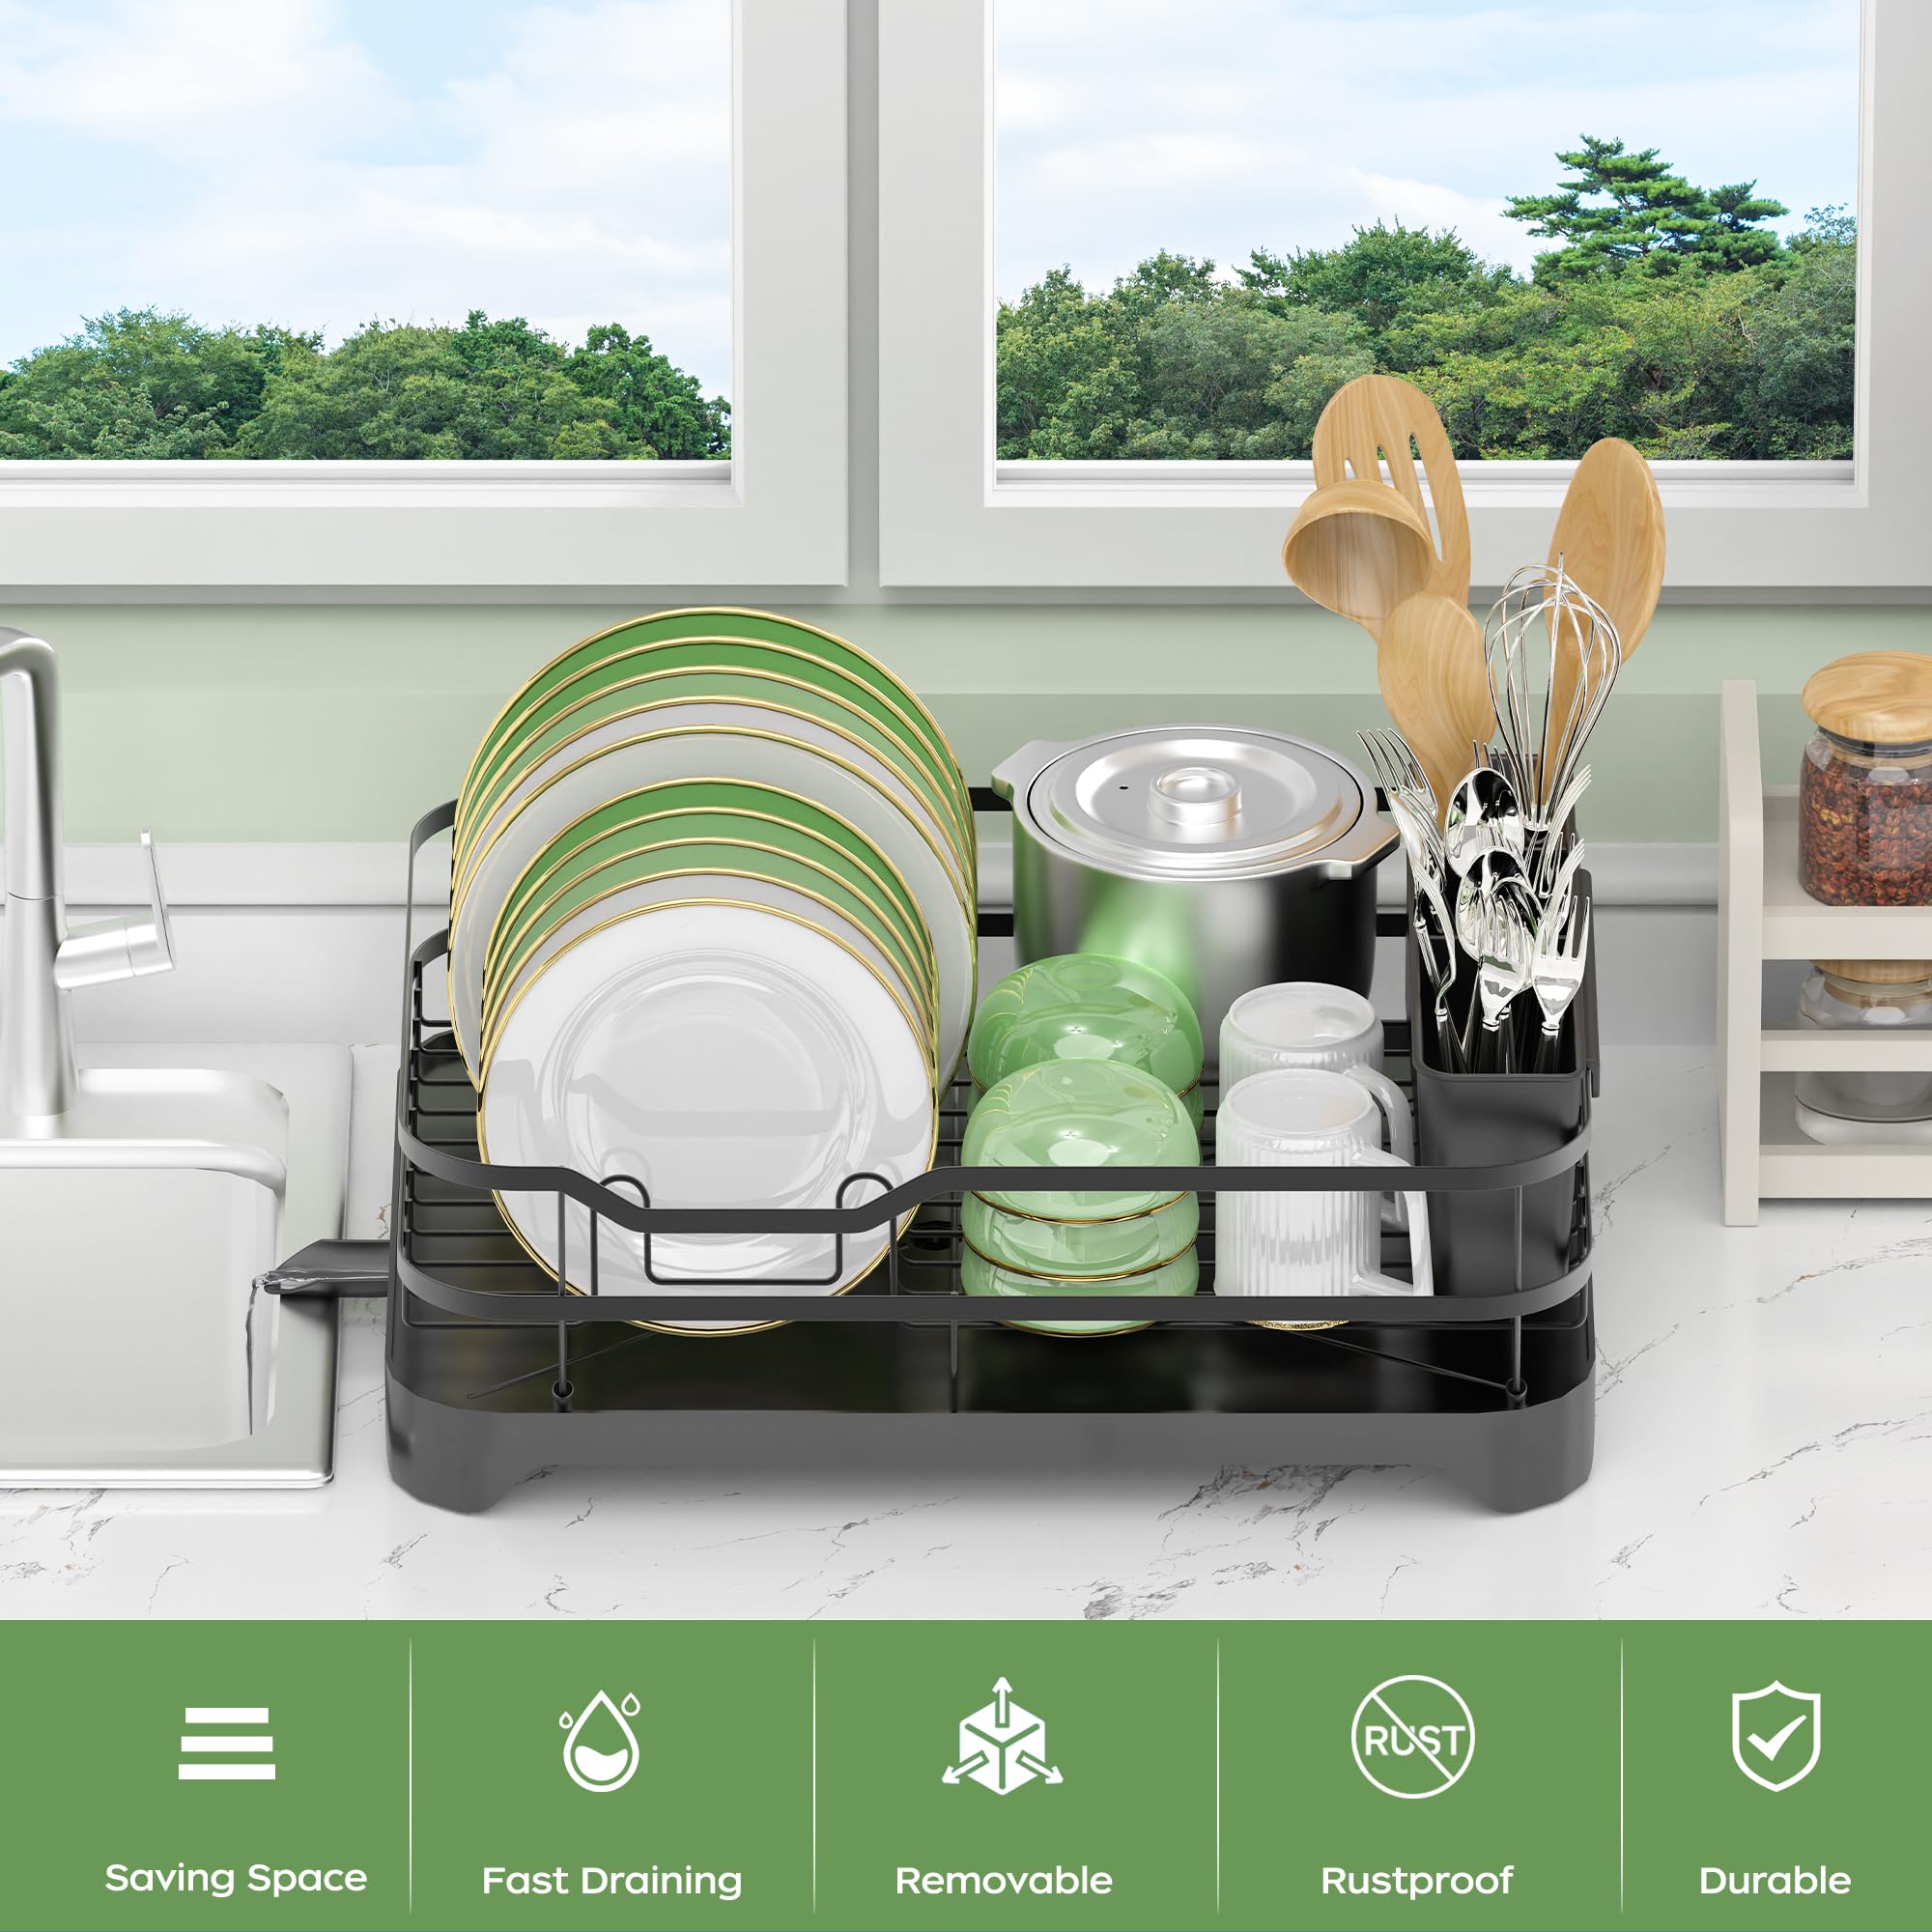 RUST
Saving Space
Fast Draining
Removable
Rustproof
Durable